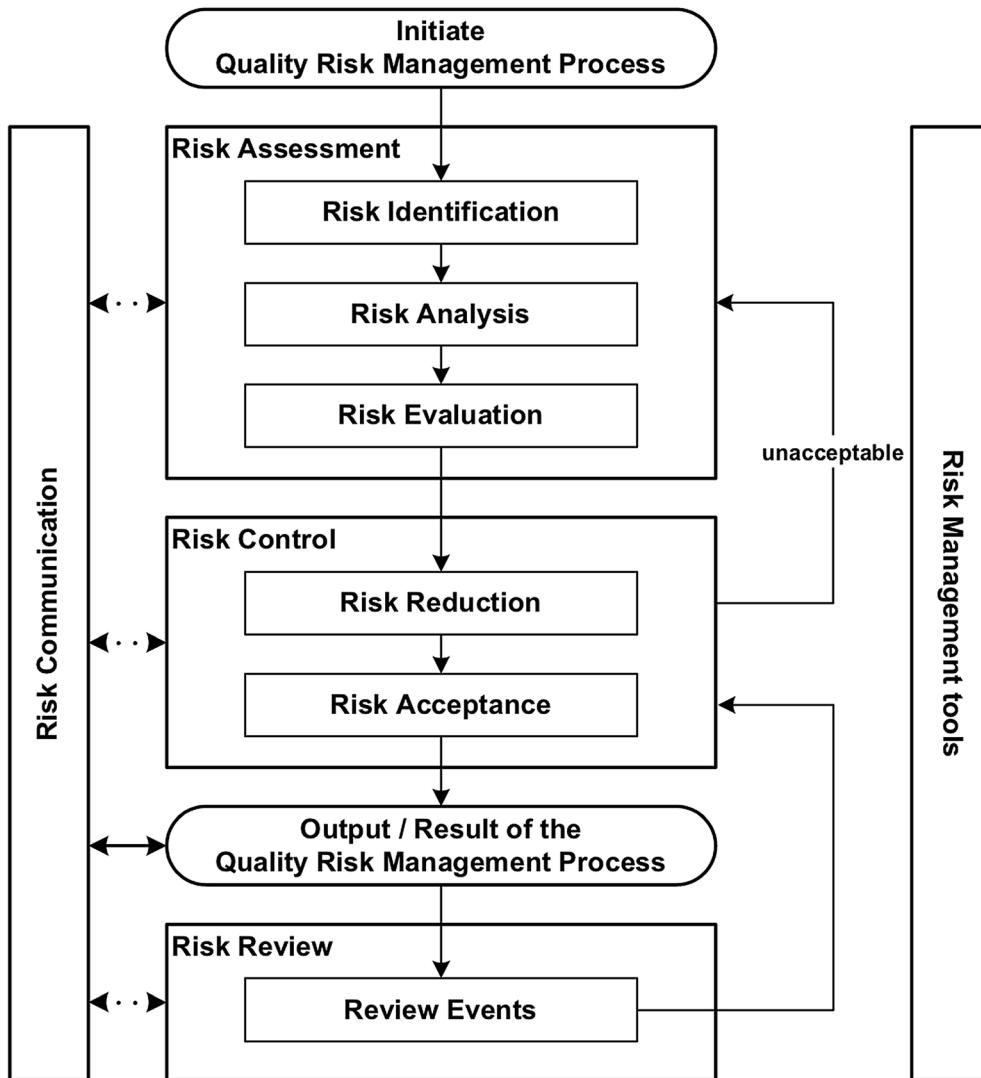 Initiate
Quality Risk Management Process
Risk Assessment
Risk Identification
Risk Analysis
Risk Evaluation
unacceptable
Risk Control
Risk Reduction
Risk Acceptance
Output / Result of the
Quality Risk Management Process
Risk Review
Review Events
Risk Communication
Risk Management tools